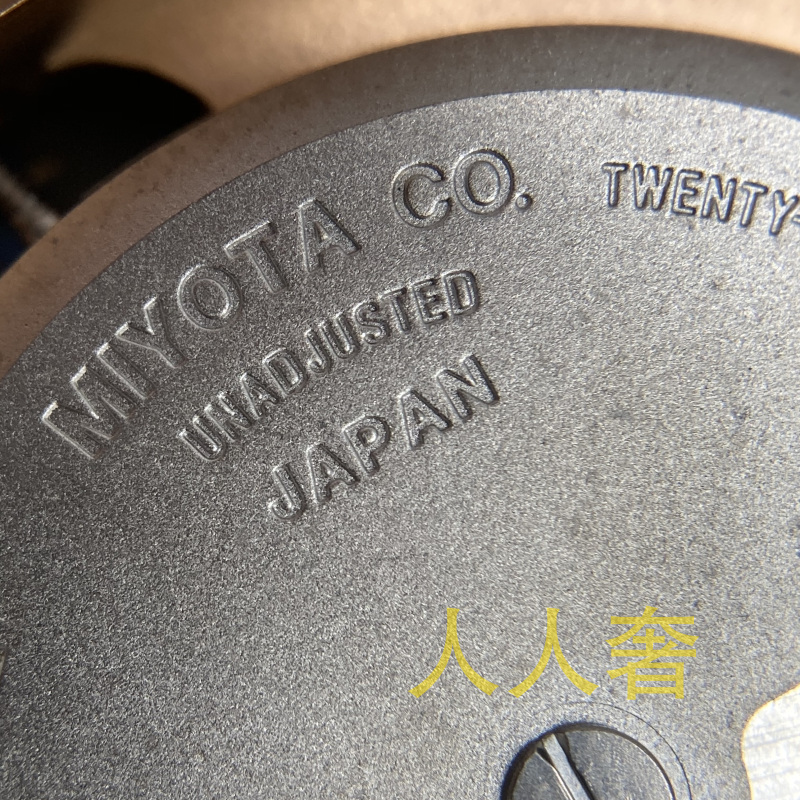 MIYOTA CO.
UNADJUSTED
JAPAN
TWENTY-
人人奢